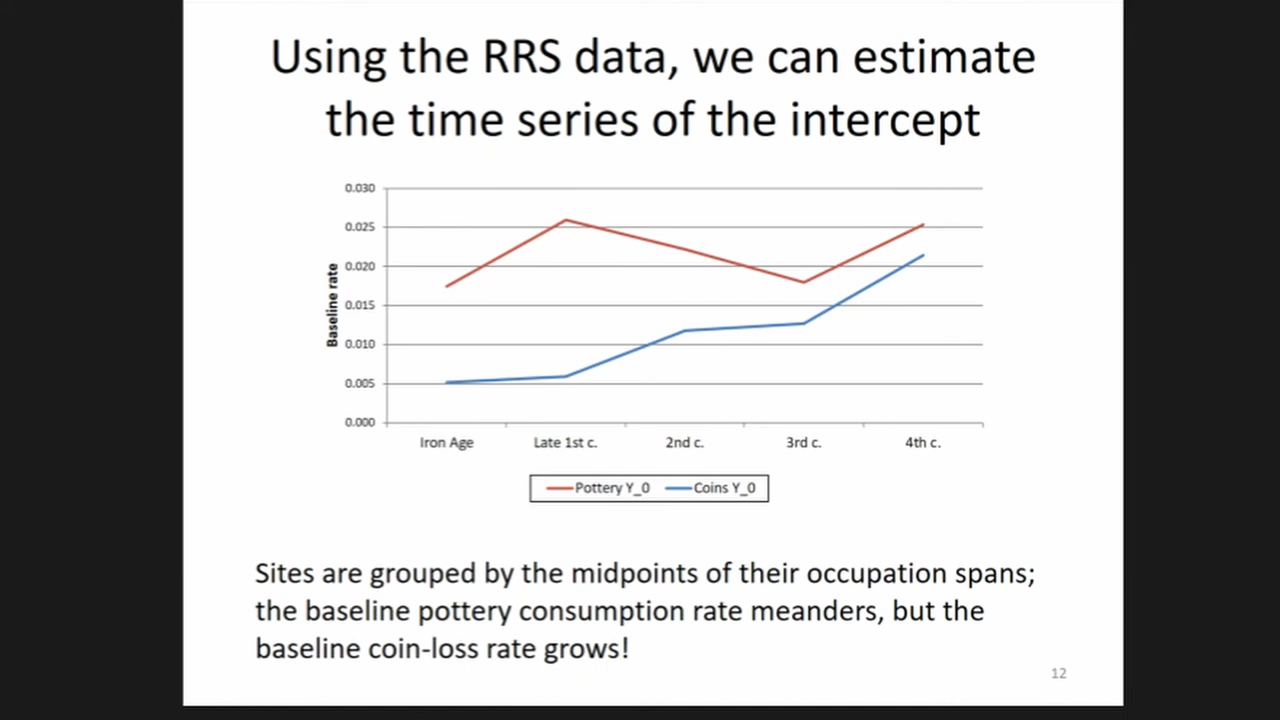 Using the RRS data, we can estimate
the time series of the intercept
0.030
0.025
0.020
0.015
0.010
0.005
0.000
Baseline rate
Iron Age Late 1st c. 2nd c. 3rd c. 4th c.
Pottery Y_0 Coins Y_0
Sites are grouped by the midpoints of their occupation spans;
the baseline pottery consumption rate meanders, but the
baseline coin-loss rate grows!
12